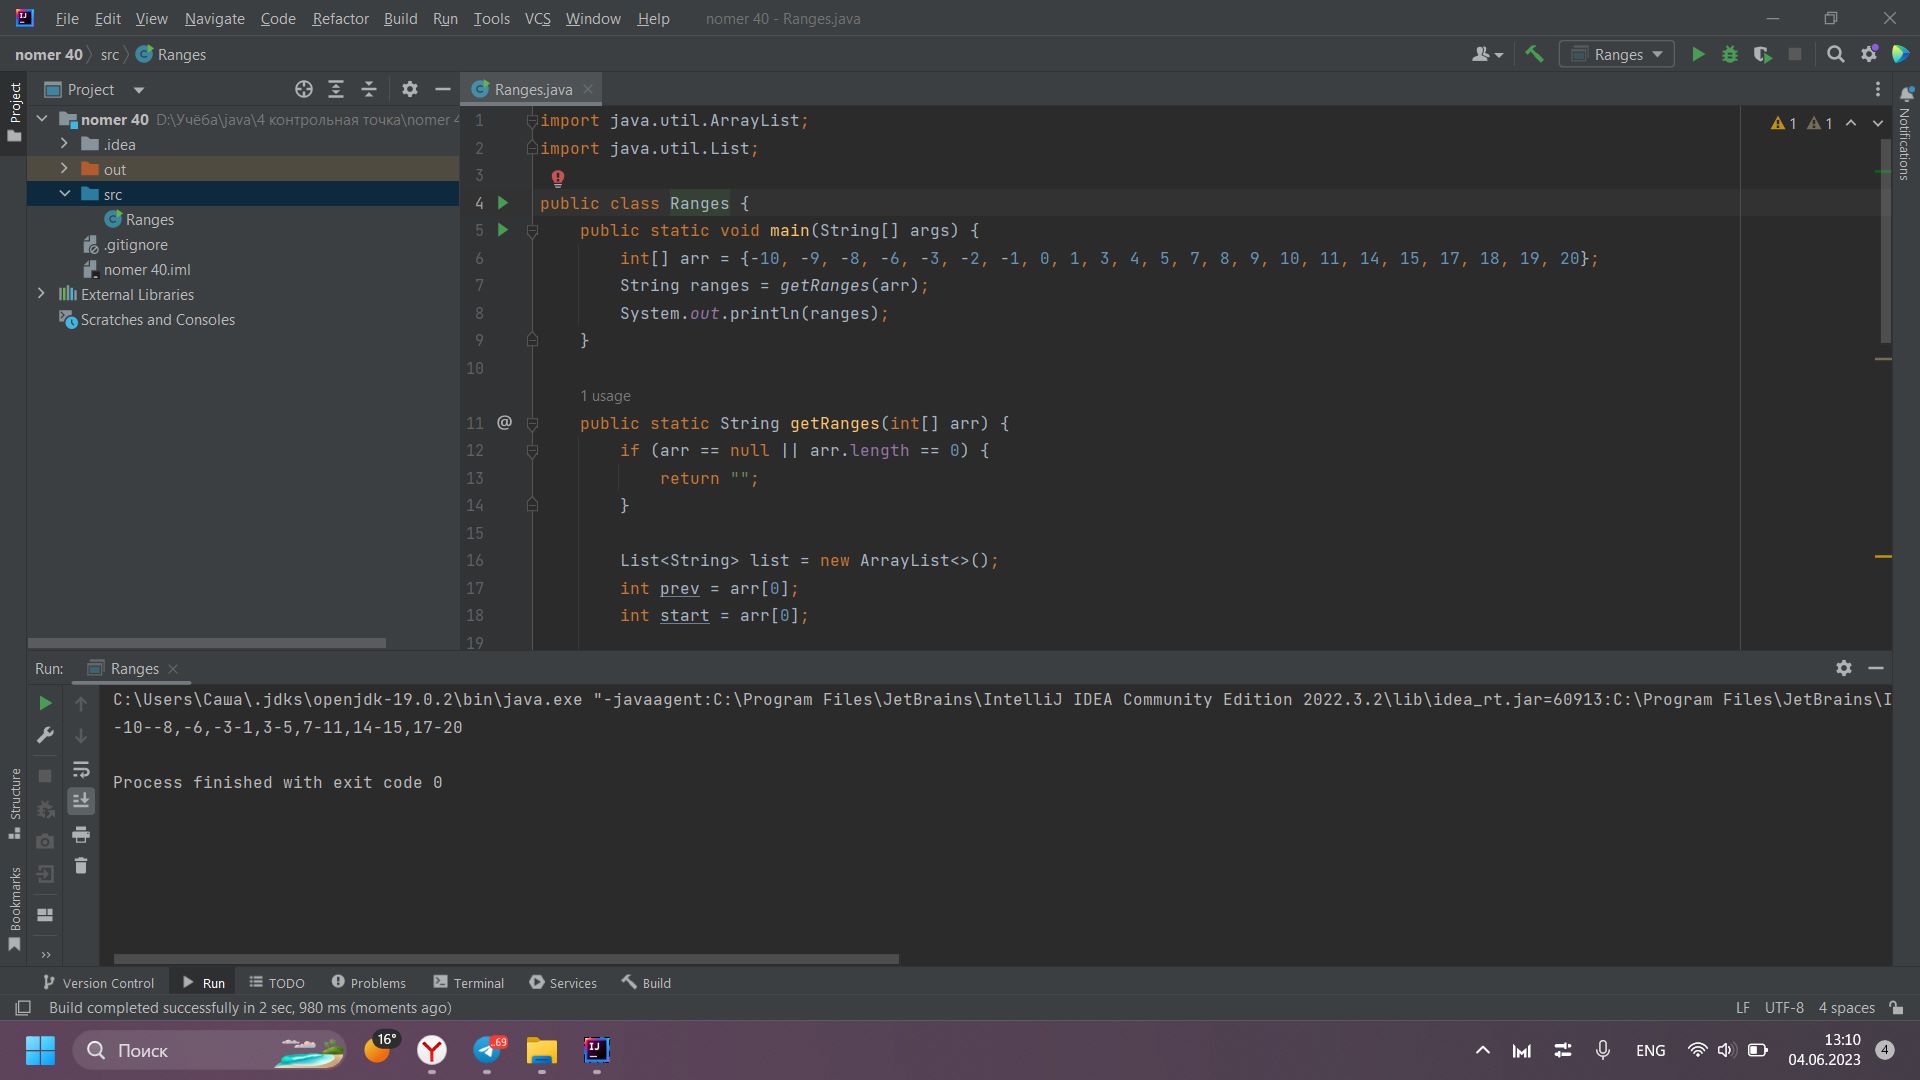 File Edit View Navigate Code Refactor Build Run Tools VCS Window Help nomer 40 - Ranges.java
nomer 40 src Ranges
Ranges
Project
Project
nomer 40 D:\Учёба\java\4 контрольная точка\nomer 4
.idea
out
src
Ranges
.gitignore
nomer 40.iml
External Libraries
Scratches and Consoles
Ranges.java
1 1
Notifications
1 import java.util.ArrayList;
2 import java.util.List;
3
4 public class Ranges {
5 public static void main(String[] args) {
6 int[] arr = {-10, -9, -8, -6, -3, -2, -1, 0, 1, 3, 4, 5, 7, 8, 9, 10, 11, 14, 15, 17, 18, 19, 20};
7 String ranges = getRanges(arr);
8 System.out.println(ranges);
9 }
10
1 usage
11 @ public static String getRanges(int[] arr) {
12 if (arr == null || arr.length == 0) {
13 return "";
14 }
15
16 List<String> list = new ArrayList<>();
17 int prev = arr[0];
18 int start = arr[0];
19
Run: Ranges
C:\Users\Саша\.jdks\openjdk-19.0.2\bin\java.exe "-javaagent:C:\Program Files\JetBrains\IntelliJ IDEA Community Edition 2022.3.2\lib\idea_rt.jar=60913:C:\Program Files\JetBrains\I
-10--8,-6,-3-1,3-5,7-11,14-15,17-20
Process finished with exit code 0
Structure
Bookmarks
Version Control Run TODO Problems Terminal Services Build
Build completed successfully in 2 sec, 980 ms (moments ago)
LF UTF-8 4 spaces
Поиск
16°
..69
IJ
ENG
13:10
04.06.2023
4